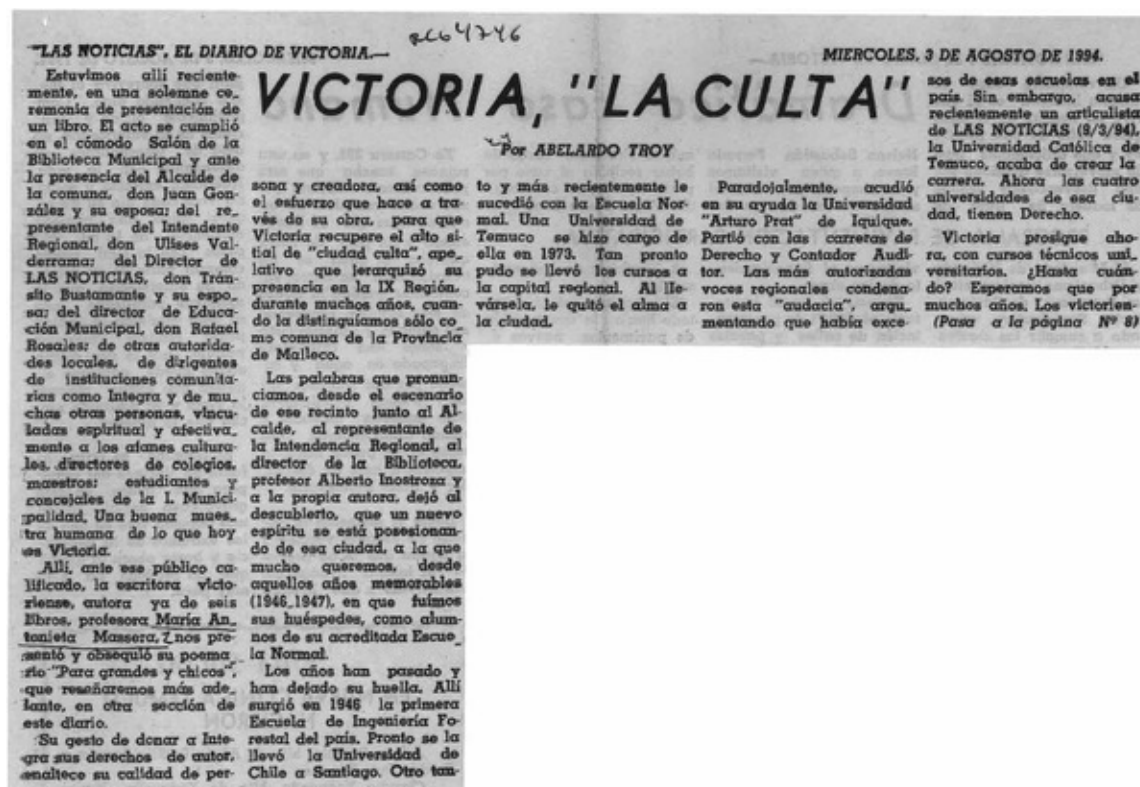 RC64746
"LAS NOTICIAS", EL DIARIO DE VICTORIA.—
MIERCOLES, 3 DE AGOSTO DE 1994.
VICTORIA, "LA CULTA"
Por ABELARDO TROY
Estuvimos allí reciente-
mente, en una solemne ce_
remonia de presentación de
un libro. El acto se cumplió
en el cómodo Salón de la
Biblioteca Municipal y ante
la presencia del Alcalde de
la comuna, don Juan Gon-
zález y su esposa; del re_
presentante del Intendente
Regional, don Ulises Val-
derrama; del Director de
LAS NOTICIAS, don Trán-
sito Bustamante y su espo-
sa; del director de Educa-
ción Municipal, don Rafael
Rosales; de otras autorida-
des locales, de dirigentes
de instituciones comunita-
rias como Integra y de mu_
chas otras personas, vincu_
ladas espiritual y afectiva_
mente a los afanes cultura-
les, directores de colegios,
maestros; estudiantes y
concejales de la I. Munici-
palidad. Una buena mues_
tra humana de lo que hoy
es Victoria.
Allí, ante ese público ca-
lificado, la escritora victo-
riense, autora ya de seis
libros, profesora María An_
tonieta Massera, nos pre-
sentó y obsequió su poema_
rio "Para grandes y chicos",
que reseñaremos más ade_
lante, en otra sección de
este diario.
Su gesto de donar a Inte-
gra sus derechos de autor,
enaltece su calidad de per-
sona y creadora, así como
el esfuerzo que hace a tra-
vés de su obra, para que
Victoria recupere el alto si-
tial de "ciudad culta", ape_
lativo que jerarquizó su
presencia en la IX Región,
durante muchos años, cuan-
do la distinguíamos sólo co_
mo comuna de la Provincia
de Malleco.
Las palabras que pronun-
ciamos, desde el escenario
de ese recinto junto al Al-
calde, al representante de
la Intendencia Regional, al
director de la Biblioteca,
profesor Alberto Inostroza y
a la propia autora, dejó al
descubierto, que un nuevo
espíritu se está posesionan-
do de esa ciudad, a la que
mucho queremos, desde
aquellos años memorables
(1946_1947), en que fuimos
sus huéspedes, como alum-
nos de su acreditada Escue_
la Normal.
Los años han pasado y
han dejado su huella. Allí
surgió en 1946 la primera
Escuela de Ingeniería Fo-
restal del país. Pronto se la
llevó la Universidad de
Chile a Santiago. Otro tan-
to y más recientemente le
sucedió con la Escuela Nor-
mal. Una Universidad de
Temuco se hizo cargo de
ella en 1973. Tan pronto
pudo se llevó los cursos a
la capital regional. Al lle-
vársela, le quitó el alma a
la ciudad.
Paradojalmente, acudió
en su ayuda la Universidad
"Arturo Prat" de Iquique.
Partió con las carreras de
Derecho y Contador Audi-
tor. Las más autorizadas
voces regionales condena-
ron esta "audacia", argu_
mentando que había exce-
sos de esas escuelas en el
país. Sin embargo, acusa
recientemente un articulista
de LAS NOTICIAS (9/3/94),
la Universidad Católica de
Temuco, acaba de crear la
carrera. Ahora las cuatro
universidades de esa ciu-
dad, tienen Derecho.
Victoria prosigue aho-
ra, con cursos técnicos uni_
versitarios. ¿Hasta cuán-
do? Esperamos que por
muchos años. Los victorien-
(Pasa a la página Nº 8)